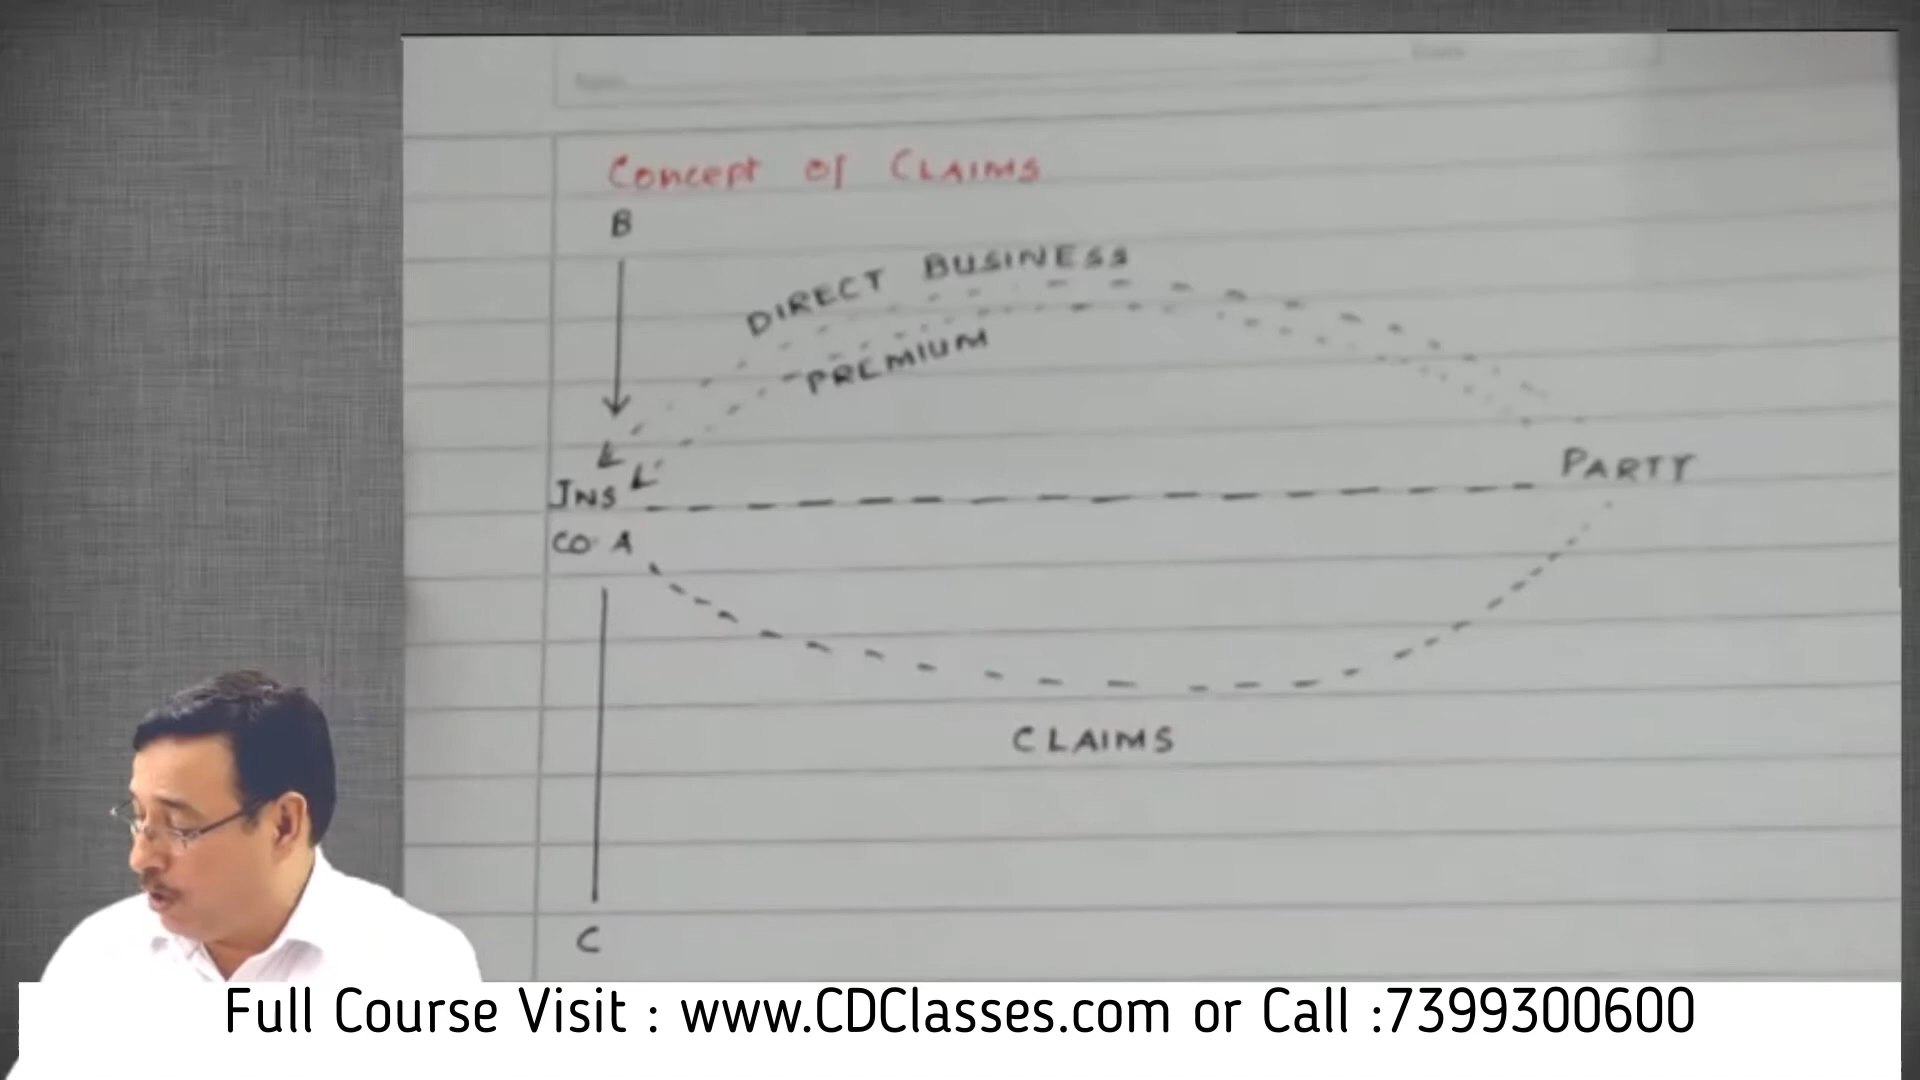 Concept of CLAIMS
B
DIRECT BUSINESS
PREMIUM
INS
PARTY
CO. A
CLAIMS
C
Full Course Visit : www.CDClasses.com or Call :7399300600